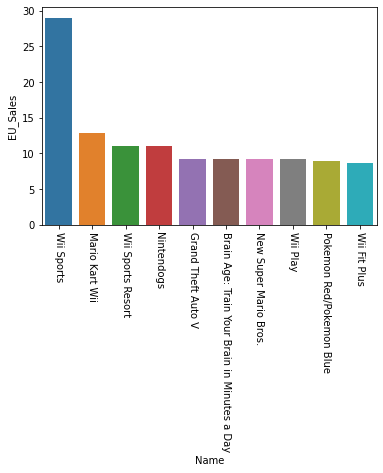 30
25
20
15
10
5
0
EU_Sales
Wii Sports
Mario Kart Wii
Wii Sports Resort
Nintendogs
Grand Theft Auto V
Brain Age: Train Your Brain in Minutes a Day
New Super Mario Bros.
Wii Play
Pokemon Red/Pokemon Blue
Wii Fit Plus
Name